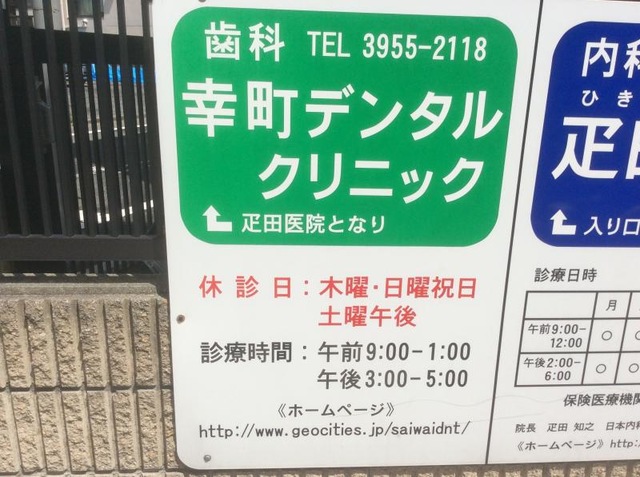 歯科 TEL 3955-2118
幸町デンタル
クリニック
疋田医院となり
休診日：木曜・日曜祝日
土曜午後
診療時間：午前9:00-1:00
午後3:00-5:00
《ホームページ》
http://www.geocities.jp/saiwaidnt/
内科
ひき
疋田
入り口
診療日時
月
午前9:00-
12:00
○
午後2:00-
6:00
○ ○
保険医療機関
院長 疋田 知之 日本内科
《ホームページ》http:/